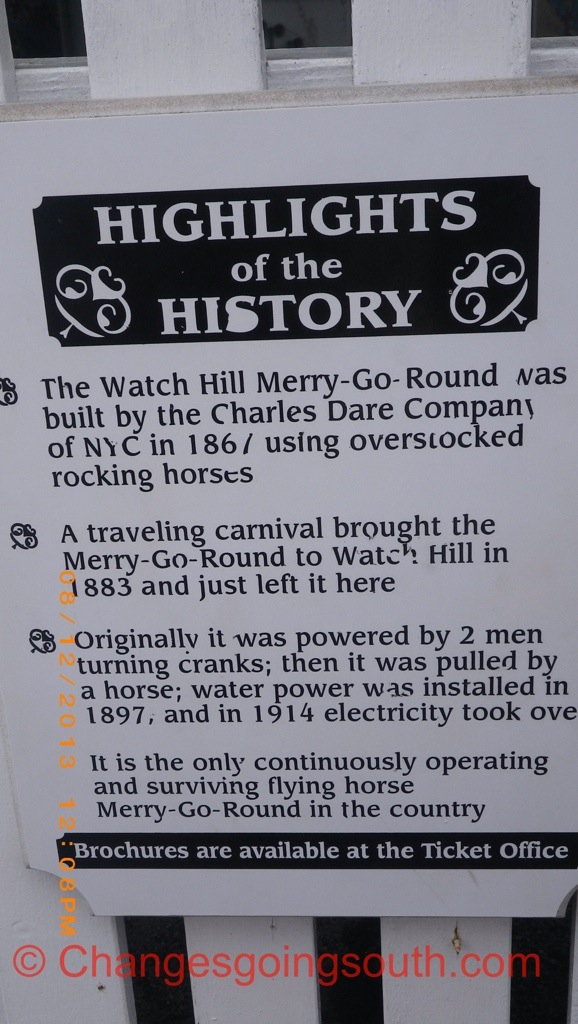 HIGHLIGHTS
of the
HISTORY
The Watch Hill Merry-Go-Round was
built by the Charles Dare Company
of NYC in 1867 using overstocked
rocking horses
A traveling carnival brought the
Merry-Go-Round to Watch Hill in
1883 and just left it here
Originally it was powered by 2 men
turning cranks; then it was pulled by
a horse; water power was installed in
1897, and in 1914 electricity took ove
It is the only continuously operating
and surviving flying horse
Merry-Go-Round in the country
Brochures are available at the Ticket Office
08/12/2013 12:08PM
© Changesgoingsouth.com